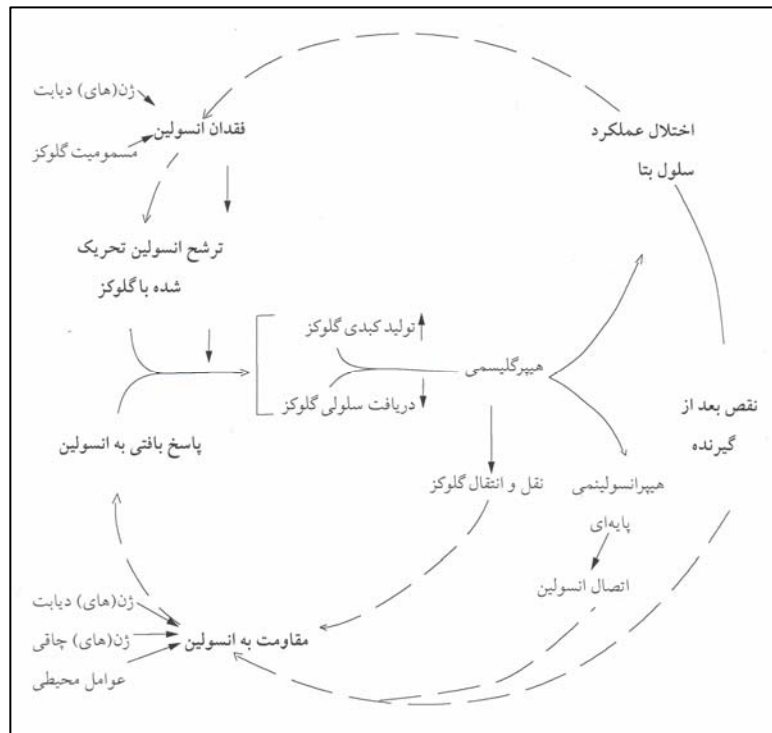 ژن(های) دیابت
فقدان انسولین
مسمومیت گلوکز
اختلال عملکرد
سلول بتا
ترشح انسولین تحریک
شده با گلوکز
تولید کبدی گلوکز
هیپرگلیسمی
دریافت سلولی گلوکز
نقص بعد از
گیرنده
پاسخ بافتی به انسولین
نقل و انتقال گلوکز
هیپرانسولینمی
پایه‌ای
اتصال انسولین
ژن(های) دیابت
ژن(های) چاقی
مقاومت به انسولین
عوامل محیطی